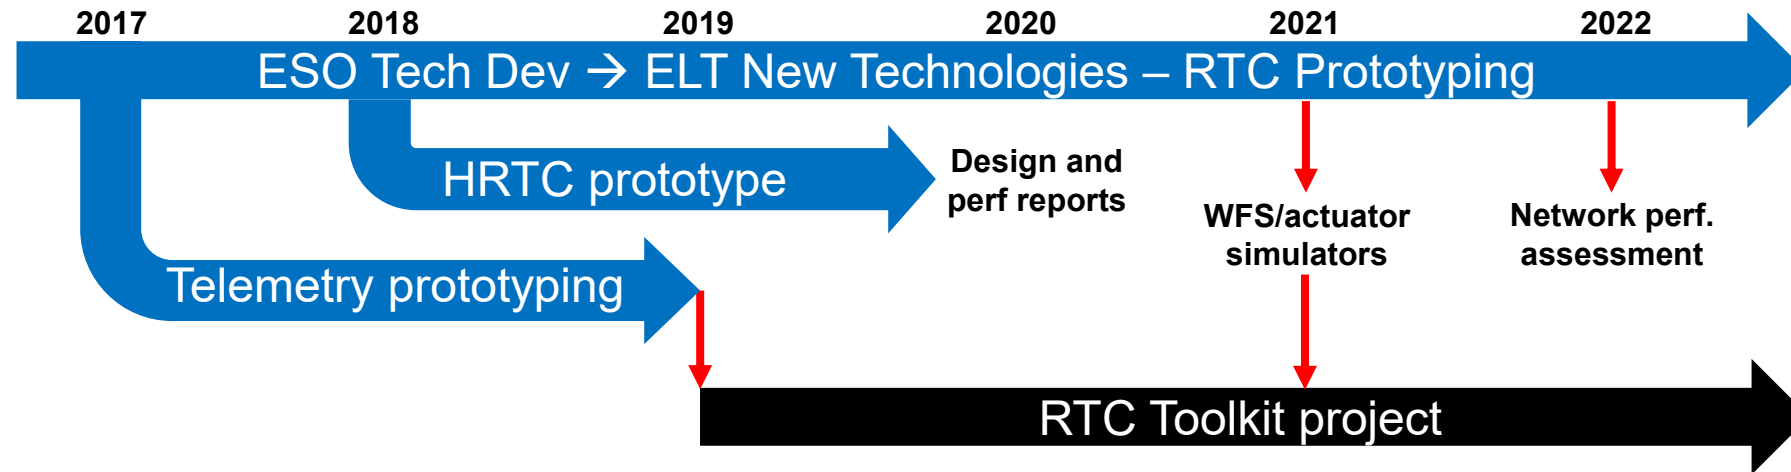 2017 2018 2019 2020 2021 2022
ESO Tech Dev → ELT New Technologies – RTC Prototyping
HRTC prototype
Design and
perf reports
WFS/actuator
simulators
Network perf.
assessment
Telemetry prototyping
RTC Toolkit project